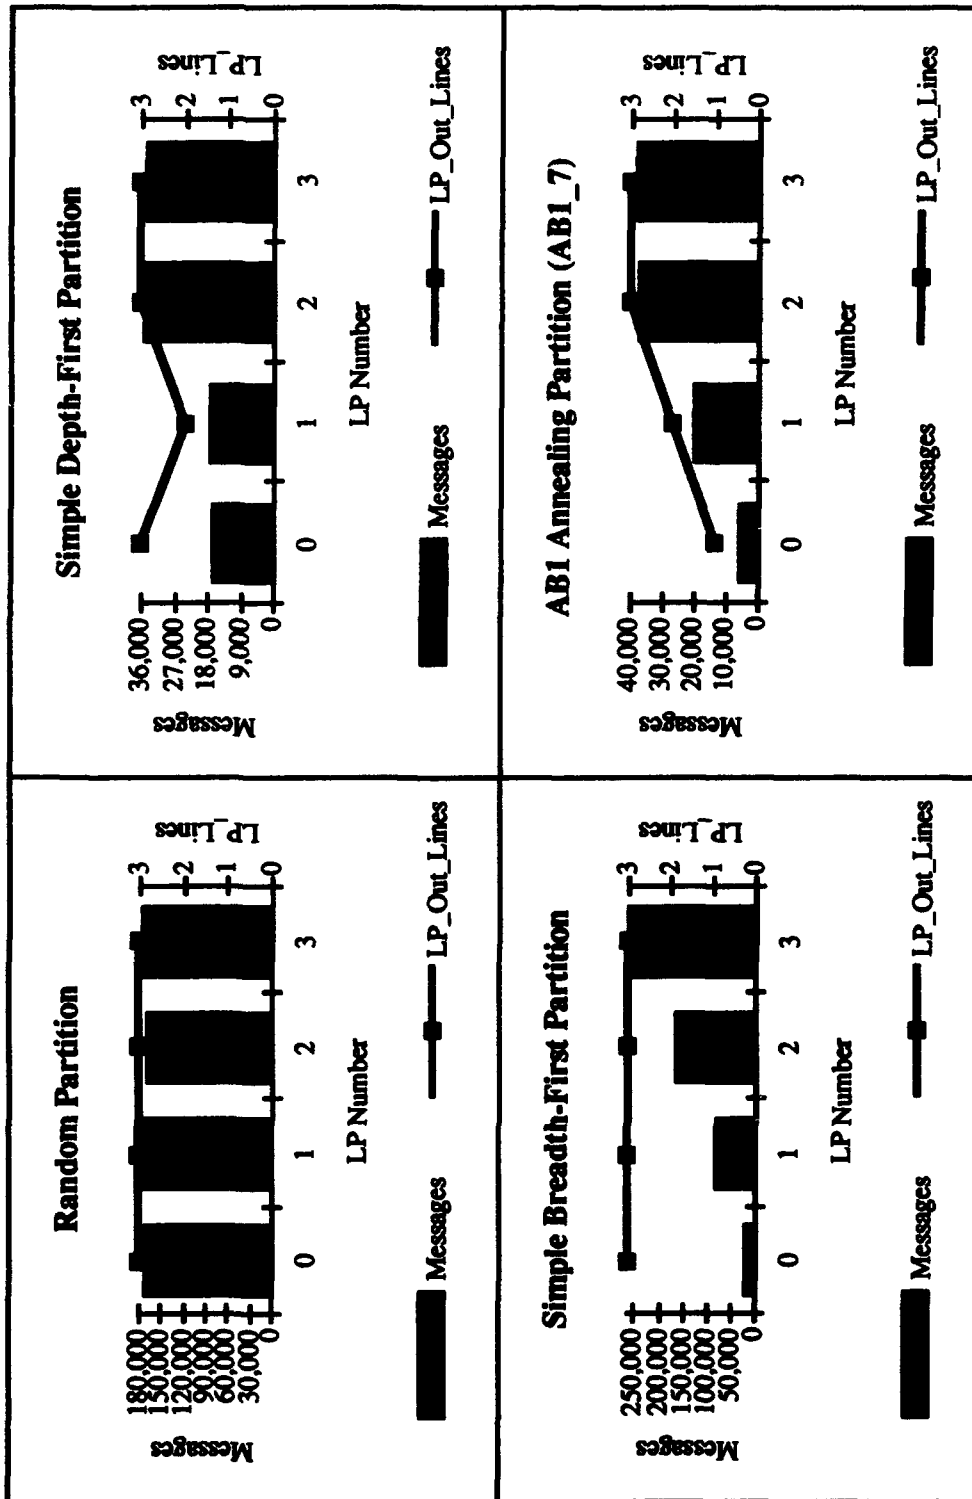 Random Partition
Messages
180,000
150,000
120,000
90,000
60,000
30,000
0
LP_Lines
3
2
1
0
0 1 2 3
LP Number
Messages LP_Out_Lines
Simple Depth-First Partition
Messages
36,000
27,000
18,000
9,000
0
LP_Lines
3
2
1
0
0 1 2 3
LP Number
Messages LP_Out_Lines
Simple Breadth-First Partition
Messages
250,000
200,000
150,000
100,000
50,000
0
LP_Lines
3
2
1
0
0 1 2 3
LP Number
Messages LP_Out_Lines
AB1 Annealing Partition (AB1_7)
Messages
40,000
30,000
20,000
10,000
0
LP_Lines
3
2
1
0
0 1 2 3
LP Number
Messages LP_Out_Lines